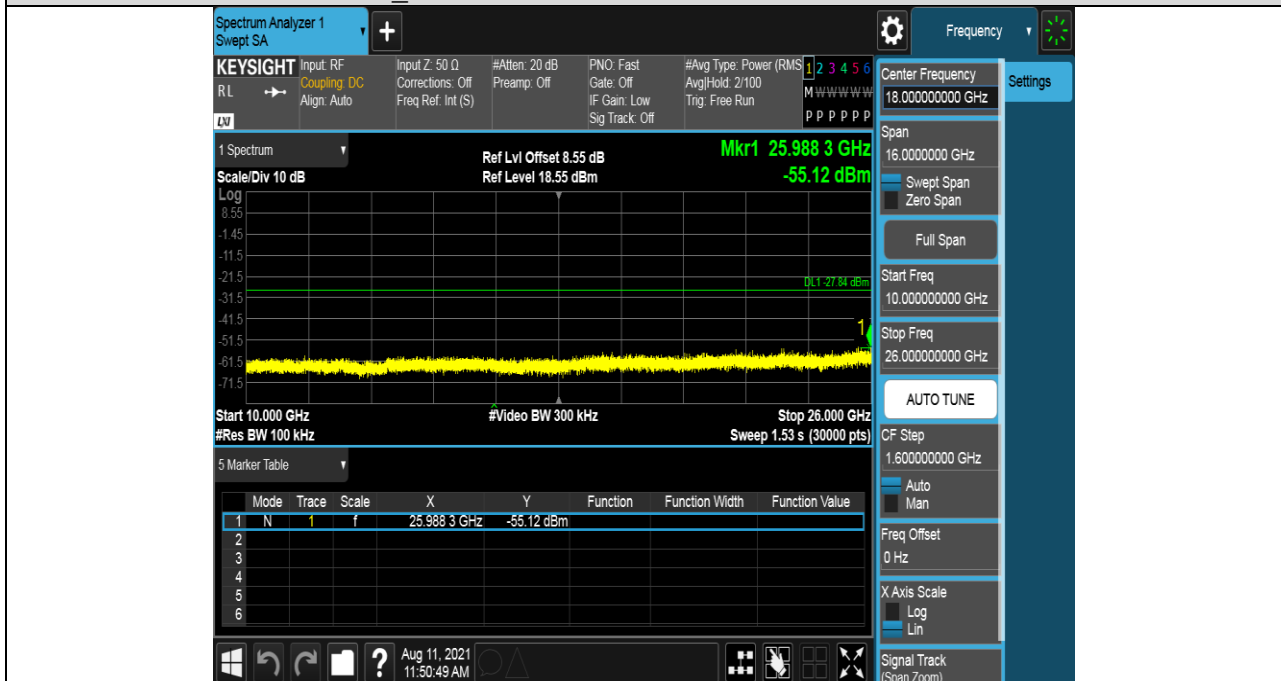 Spectrum Analyzer 1
Swept SA
Frequency
KEYSIGHT
RL
LXI
Input: RF
Coupling: DC
Align: Auto
Input Z: 50 Ω
Corrections: Off
Freq Ref: Int (S)
#Atten: 20 dB
Preamp: Off
PNO: Fast
Gate: Off
IF Gain: Low
Sig Track: Off
#Avg Type: Power (RMS
Avg|Hold: 2/100
Trig: Free Run
1 2 3 4 5 6
M W W W W W
P P P P P P
1 Spectrum
Scale/Div 10 dB
Ref Lvl Offset 8.55 dB
Ref Level 18.55 dBm
Mkr1 25.988 3 GHz
-55.12 dBm
Log
8.55
-1.45
-11.5
-21.5
-31.5
-41.5
-51.5
-61.5
-71.5
DL1 -27.84 dBm
1
Start 10.000 GHz
#Video BW 300 kHz
Stop 26.000 GHz
#Res BW 100 kHz
Sweep 1.53 s (30000 pts)
5 Marker Table
Mode Trace Scale X Y Function Function Width Function Value
1 N 1 f 25.988 3 GHz -55.12 dBm
2
3
4
5
6
Aug 11, 2021
11:50:49 AM
Center Frequency
18.000000000 GHz
Settings
Span
16.0000000 GHz
Swept Span
Zero Span
Full Span
Start Freq
10.000000000 GHz
Stop Freq
26.000000000 GHz
AUTO TUNE
CF Step
1.600000000 GHz
Auto
Man
Freq Offset
0 Hz
X Axis Scale
Log
Lin
Signal Track
(Span Zoom)